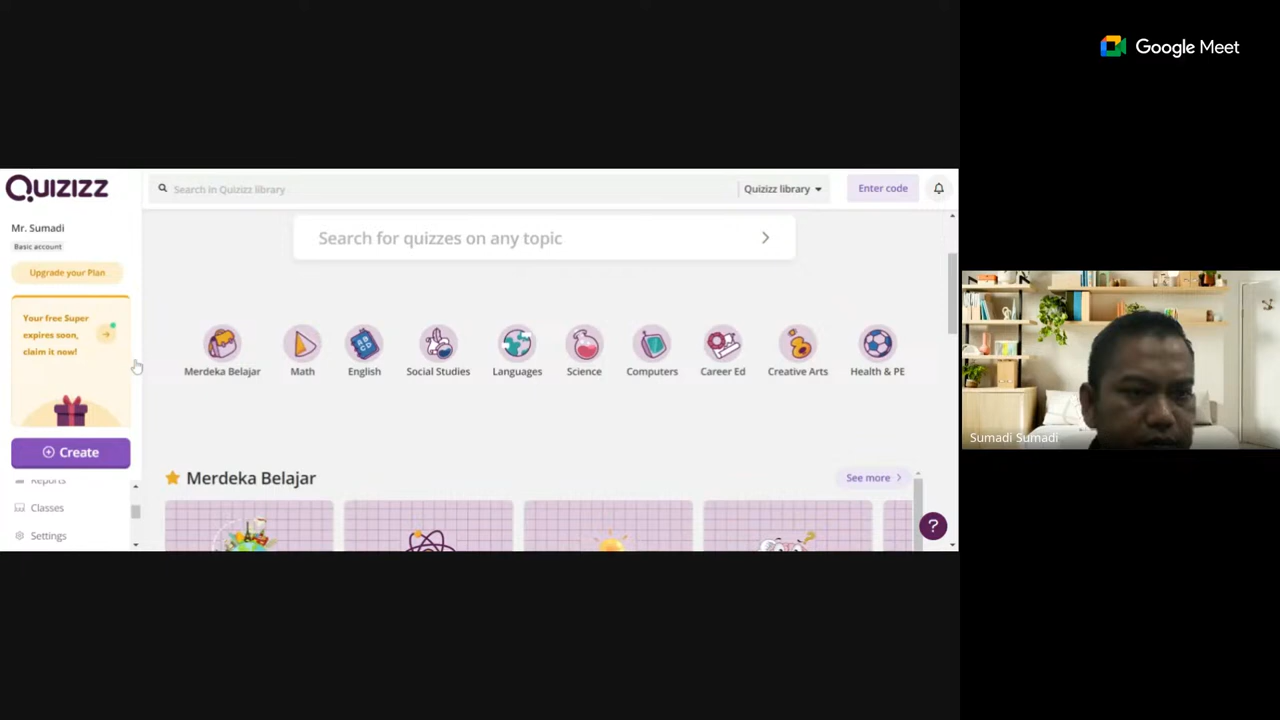 Google Meet
QUIZIZZ
Search in Quizizz library
Quizizz library
Enter code
Mr. Sumadi
Basic account
Upgrade your Plan
Your free Super
expires soon,
claim it now!
Create
Reports
Classes
Settings
Search for quizzes on any topic
Merdeka Belajar
Math
English
Social Studies
Languages
Science
Computers
Career Ed
Creative Arts
Health & PE
Merdeka Belajar
See more
?
Sumadi Sumadi